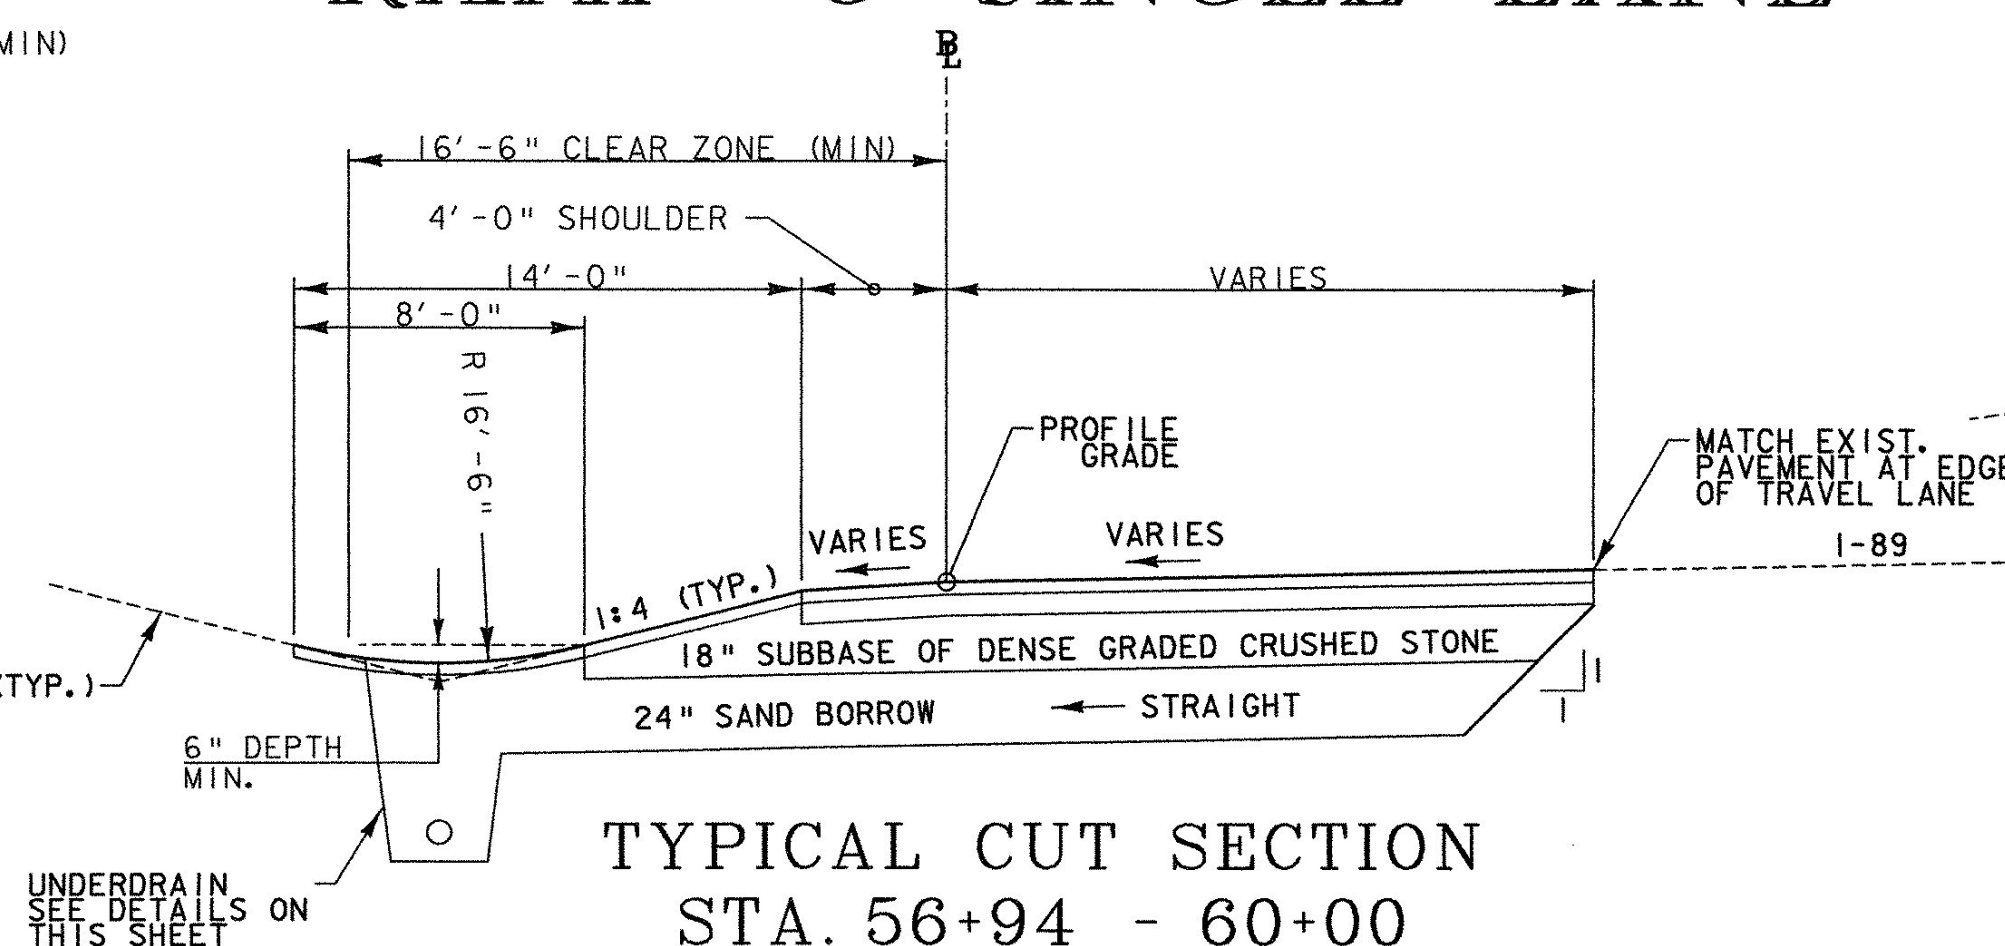 MIN)
BL
16'-6" CLEAR ZONE (MIN)
4'-0" SHOULDER
14'-0"
VARIES
8'-0"
R 16'-6"
PROFILE
GRADE
MATCH EXIST.
PAVEMENT AT EDGE
OF TRAVEL LANE
VARIES
VARIES
I-89
1:4 (TYP.)
18" SUBBASE OF DENSE GRADED CRUSHED STONE
(TYP.)
24" SAND BORROW
STRAIGHT
1
1
6" DEPTH
MIN.
UNDERDRAIN
SEE DETAILS ON
THIS SHEET
TYPICAL CUT SECTION
STA. 56+94 - 60+00